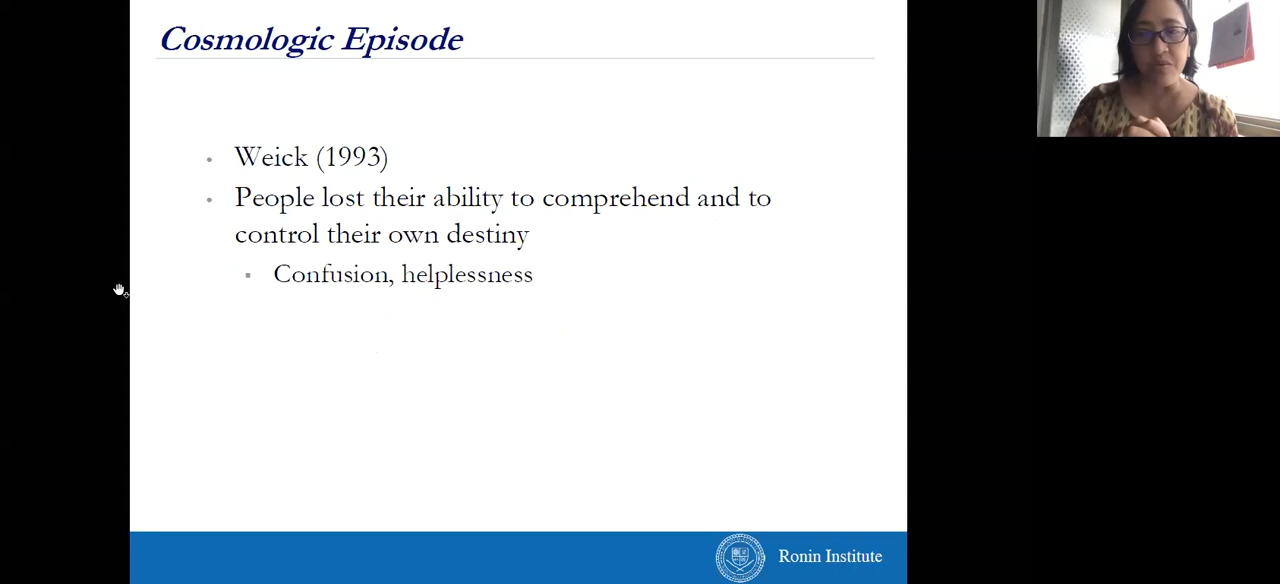 Cosmologic Episode
• Weick (1993)
• People lost their ability to comprehend and to
control their own destiny
▪ Confusion, helplessness
Ronin Institute